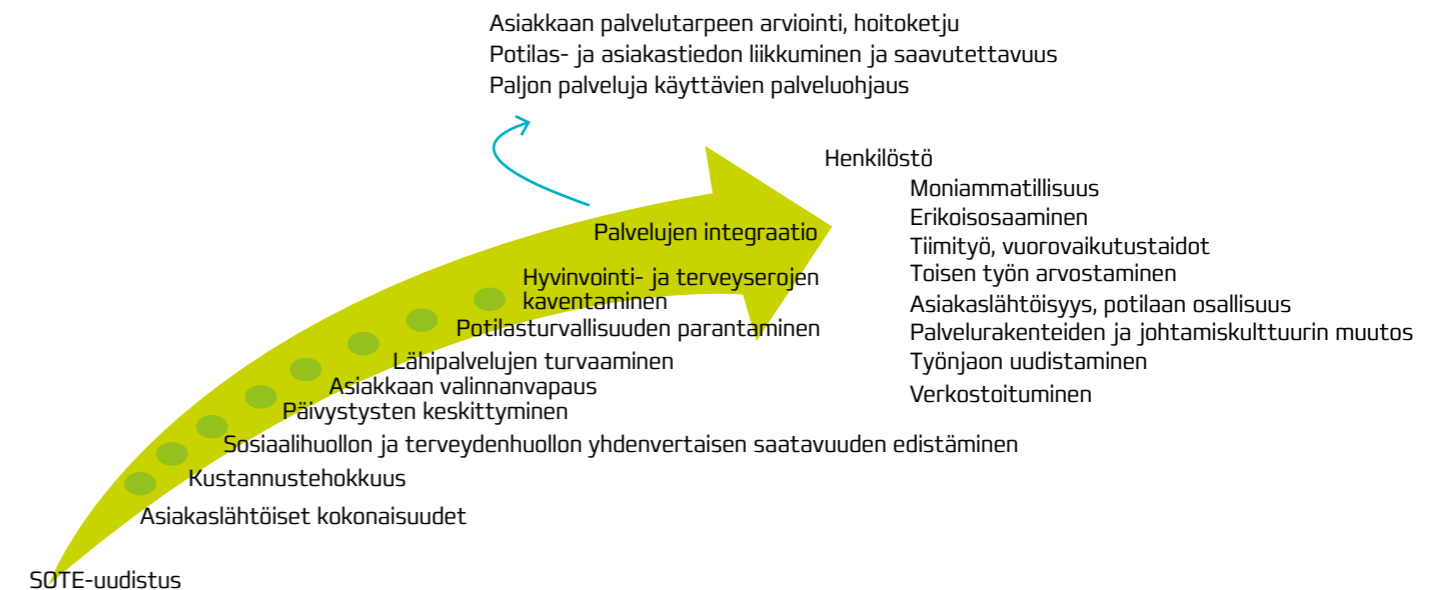 Asiakkaan palvelutarpeen arviointi, hoitoketju
Potilas- ja asiakastiedon liikkuminen ja saavutettavuus
Paljon palveluja käyttävien palveluohjaus
Henkilöstö
Moniammatillisuus
Erikoisosaaminen
Tiimityö, vuorovaikutustaidot
Toisen työn arvostaminen
Asiakaslähtöisyys, potilaan osallisuus
Palvelurakenteiden ja johtamiskulttuurin muutos
Työnjaon uudistaminen
Verkostoituminen
Palvelujen integraatio
Hyvinvointi- ja terveyserojen
kaventaminen
Potilasturvallisuuden parantaminen
Lähipalvelujen turvaaminen
Asiakkaan valinnanvapaus
Päivystysten keskittyminen
Sosiaalihuollon ja terveydenhuollon yhdenvertaisen saatavuuden edistäminen
Kustannustehokkuus
Asiakaslähtöiset kokonaisuudet
SOTE-uudistus